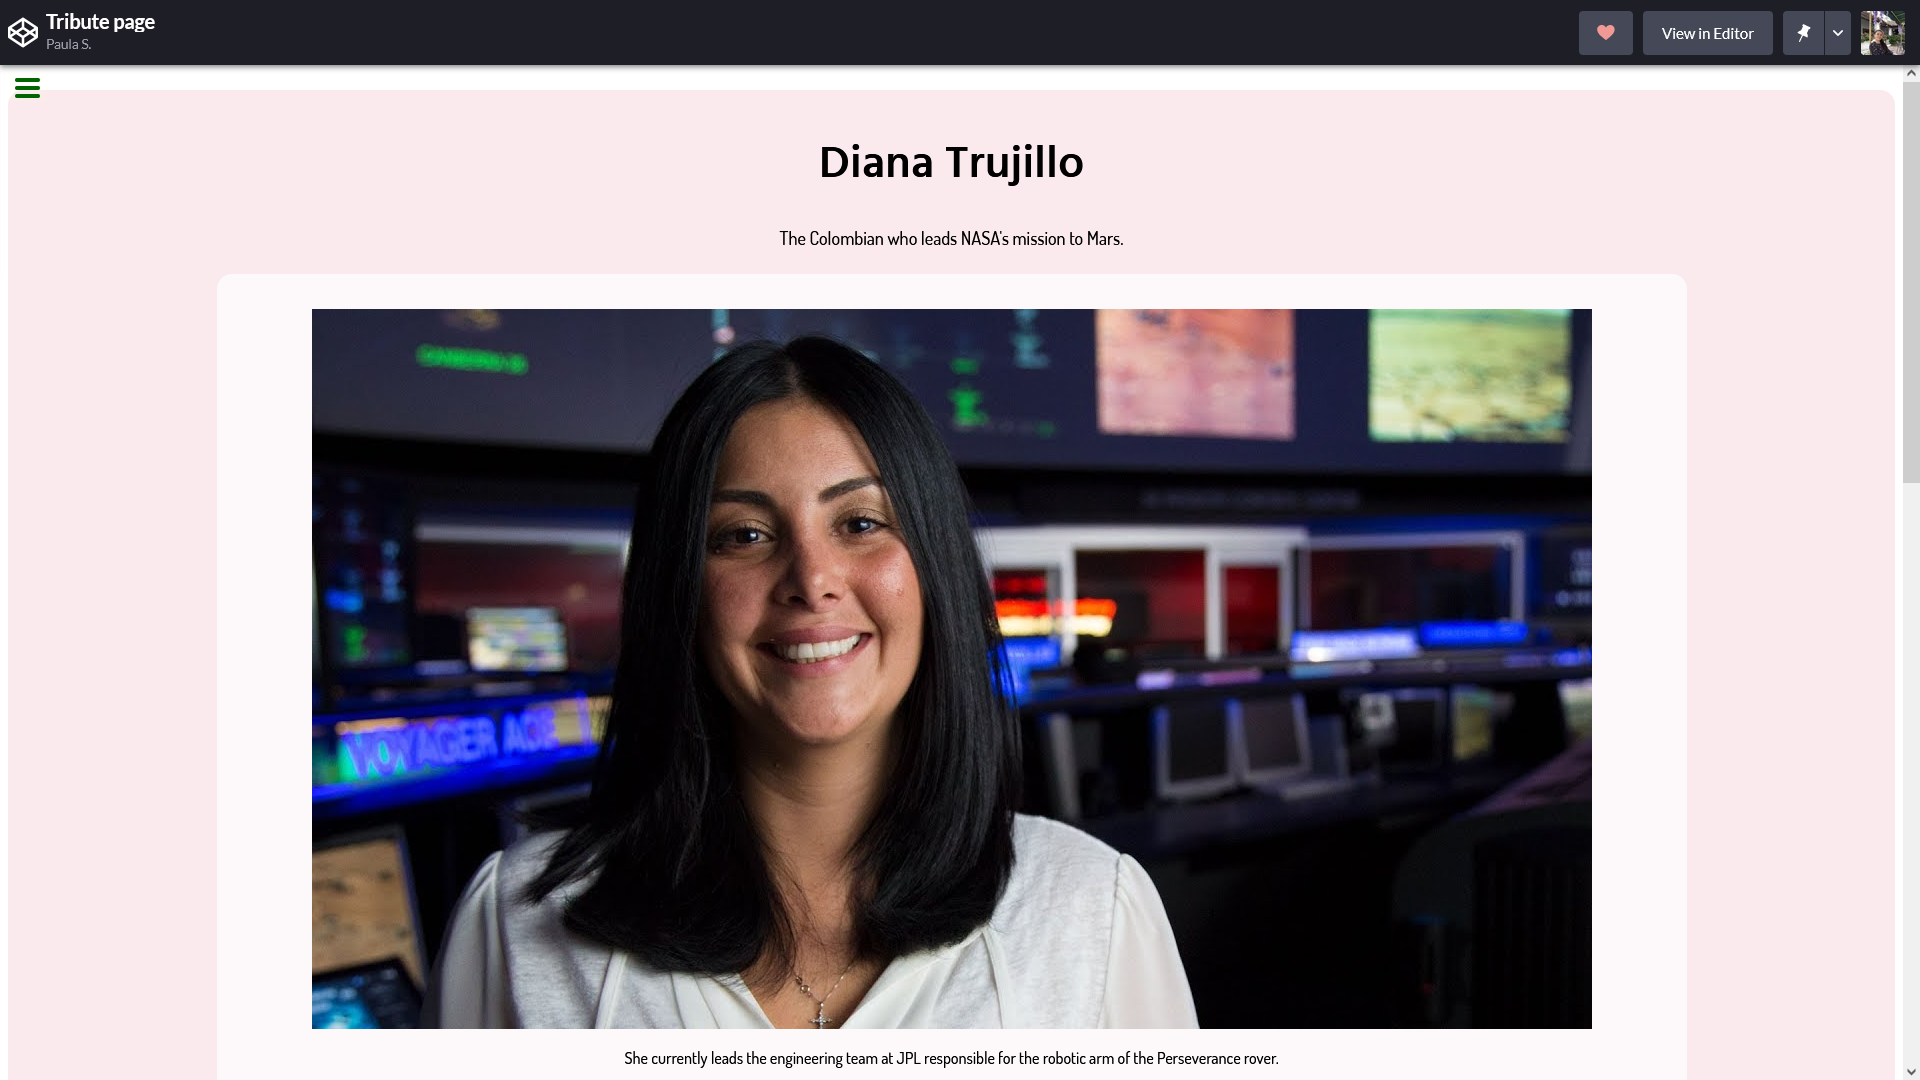 Tribute page
Paula S.
View in Editor
Diana Trujillo
The Colombian who leads NASA's mission to Mars.
CANBERRA
VOYAGER ACE
She currently leads the engineering team at JPL responsible for the robotic arm of the Perseverance rover.